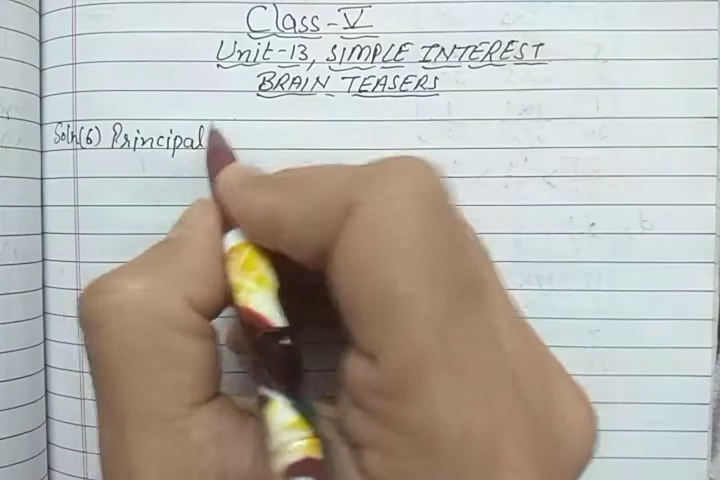 Class-V
Unit-13, SIMPLE INTEREST
BRAIN TEASERS
Soln(6) Principal